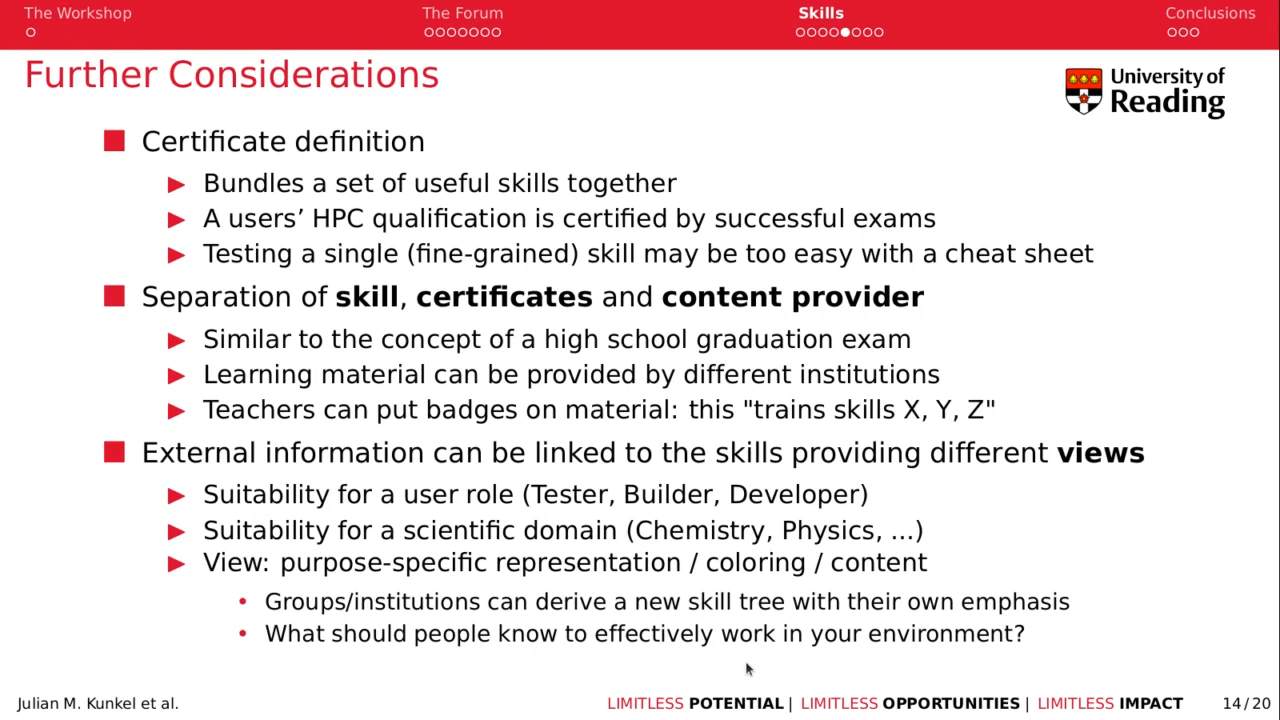 The Workshop The Forum Skills Conclusions
Further Considerations
University of
Reading
Certificate definition
Bundles a set of useful skills together
A users’ HPC qualification is certified by successful exams
Testing a single (fine-grained) skill may be too easy with a cheat sheet
Separation of skill, certificates and content provider
Similar to the concept of a high school graduation exam
Learning material can be provided by different institutions
Teachers can put badges on material: this "trains skills X, Y, Z"
External information can be linked to the skills providing different views
Suitability for a user role (Tester, Builder, Developer)
Suitability for a scientific domain (Chemistry, Physics, ...)
View: purpose-specific representation / coloring / content
Groups/institutions can derive a new skill tree with their own emphasis
What should people know to effectively work in your environment?
Julian M. Kunkel et al. LIMITLESS POTENTIAL | LIMITLESS OPPORTUNITIES | LIMITLESS IMPACT 14/20